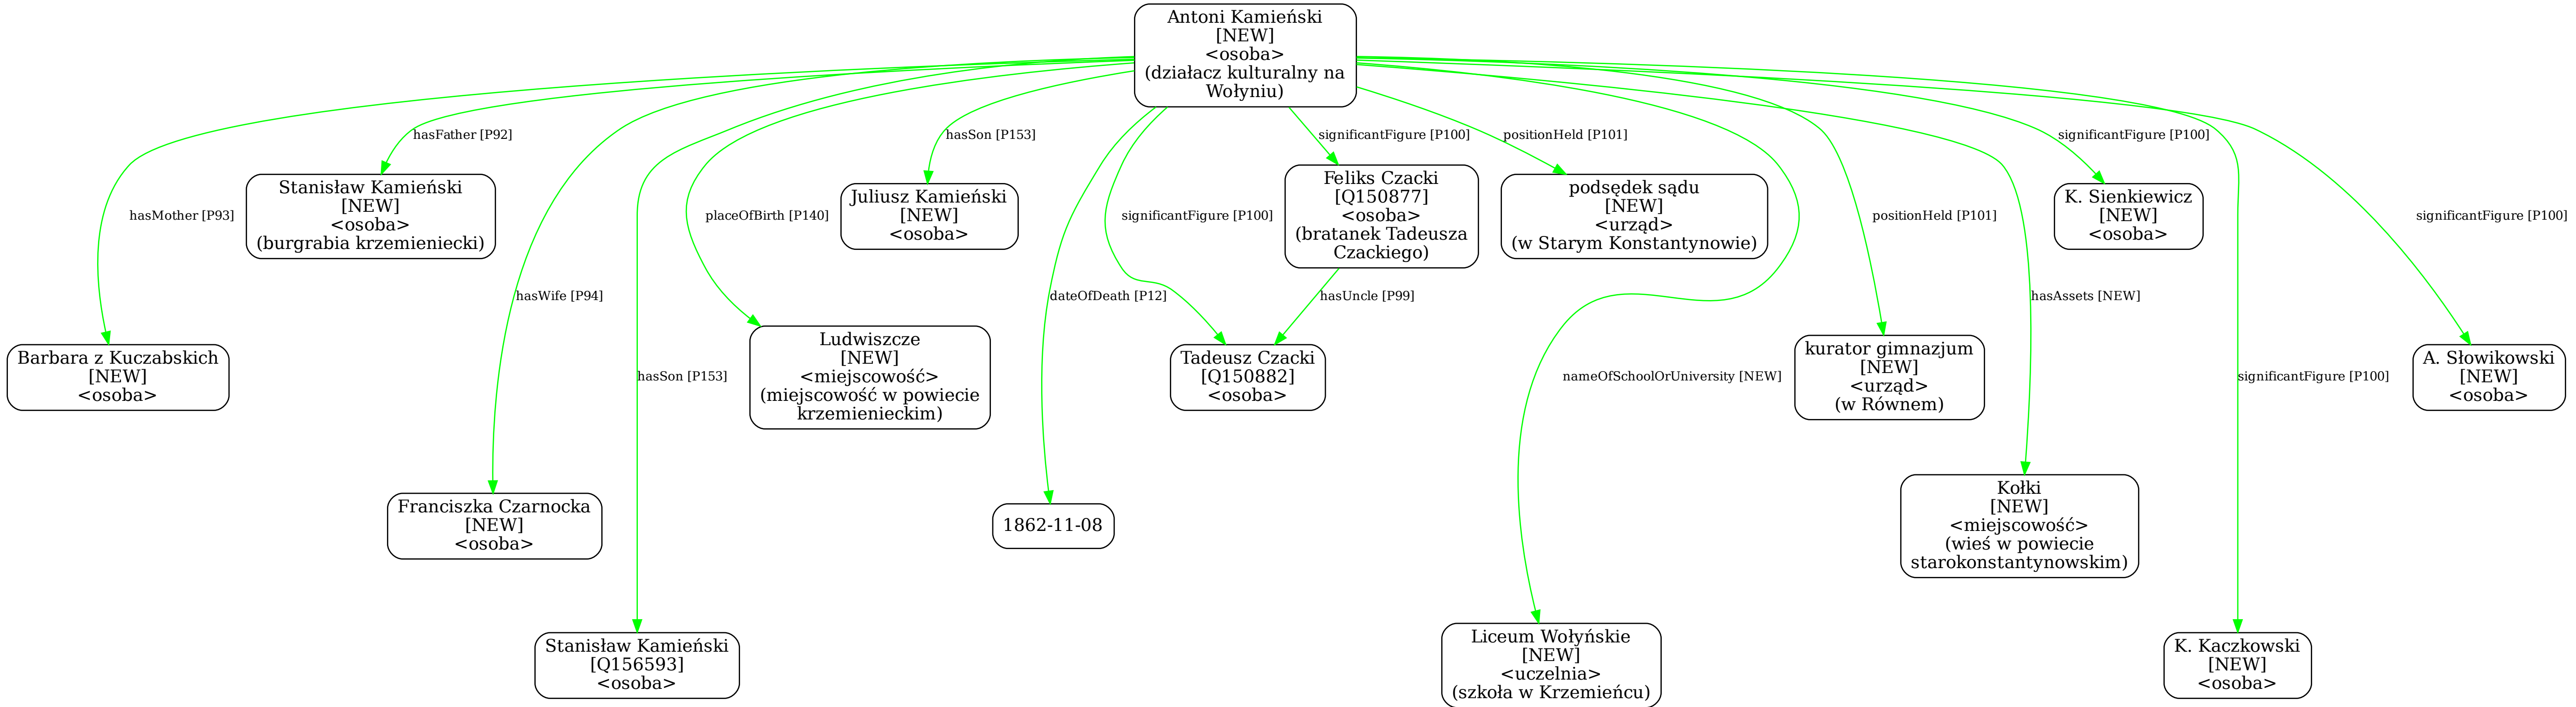 Antoni Kamieński
[NEW]
<osoba>
(działacz kulturalny na
Wołyniu)
hasFather [P92]
hasSon [P153]
significantFigure [P100]
positionHeld [P101]
significantFigure [P100]
Stanisław Kamieński
[NEW]
<osoba>
(burgrabia krzemieniecki)
Juliusz Kamieński
[NEW]
<osoba>
Feliks Czacki
[Q150877]
<osoba>
(bratanek Tadeusza
Czackiego)
podsędek sądu
[NEW]
<urząd>
(w Starym Konstantynowie)
K. Sienkiewicz
[NEW]
<osoba>
hasMother [P93]
placeOfBirth [P140]
significantFigure [P100]
positionHeld [P101]
significantFigure [P100]
hasWife [P94]
dateOfDeath [P12]
hasUncle [P99]
hasAssets [NEW]
Barbara z Kuczabskich
[NEW]
<osoba>
hasSon [P153]
Ludwiszcze
[NEW]
<miejscowość>
(miejscowość w powiecie
krzemienieckim)
Tadeusz Czacki
[Q150882]
<osoba>
nameOfSchoolOrUniversity [NEW]
kurator gimnazjum
[NEW]
<urząd>
(w Równem)
significantFigure [P100]
A. Słowikowski
[NEW]
<osoba>
Franciszka Czarnocka
[NEW]
<osoba>
1862-11-08
Kołki
[NEW]
<miejscowość>
(wieś w powiecie
starokonstantynowskim)
Stanisław Kamieński
[Q156593]
<osoba>
Liceum Wołyńskie
[NEW]
<uczelnia>
(szkoła w Krzemieńcu)
K. Kaczkowski
[NEW]
<osoba>